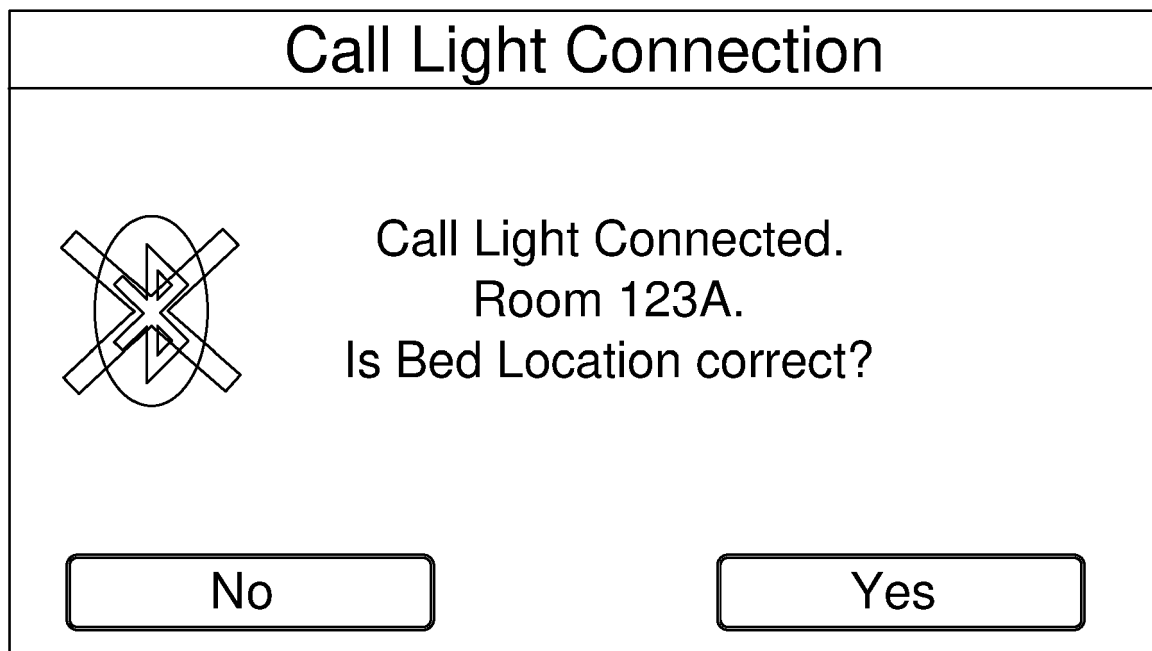 Call Light Connection
Call Light Connected.
Room 123A.
Is Bed Location correct?
No
Yes